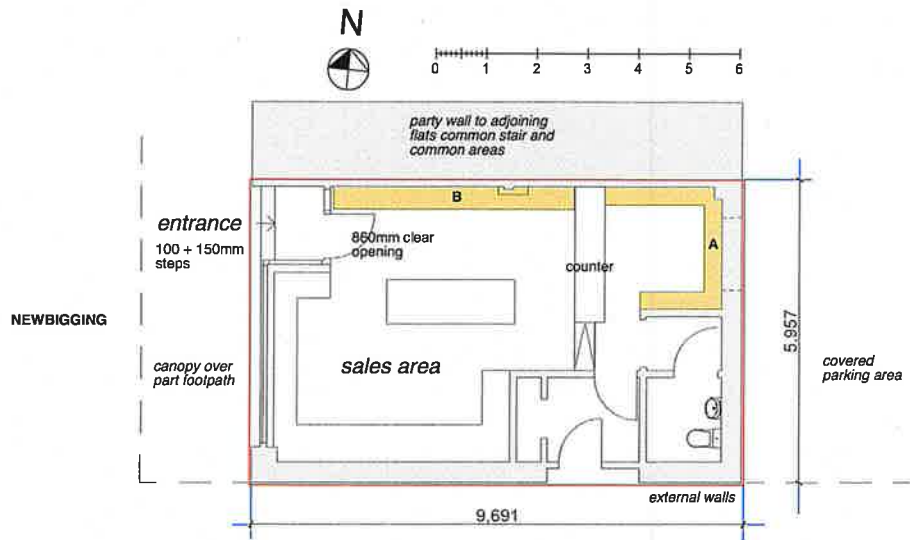 N
0 1 2 3 4 5 6
party wall to adjoining
flats common stair and
common areas
B
entrance
100 + 150mm
steps
860mm clear
opening
A
counter
NEWBIGGING
5,957
canopy over
part footpath
sales area
covered
parking area
external walls
9,691